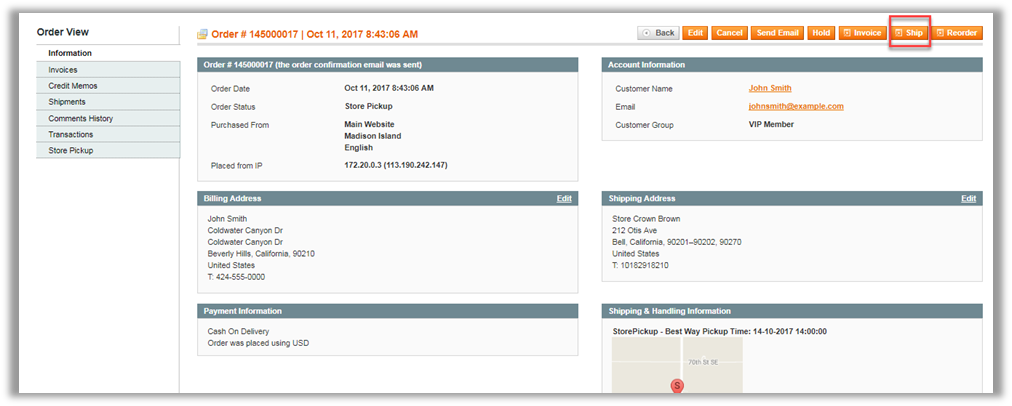 Order View
Information
Invoices
Credit Memos
Shipments
Comments History
Transactions
Store Pickup
Order # 145000017 | Oct 11, 2017 8:43:06 AM
Back Edit Cancel Send Email Hold Invoice Ship Reorder
Order # 145000017 (the order confirmation email was sent)
Order Date Oct 11, 2017 8:43:06 AM
Order Status Store Pickup
Purchased From Main Website
Madison Island
English
Placed from IP 172.20.0.3 (113.190.242.147)
Account Information
Customer Name John Smith
Email johnsmith@example.com
Customer Group VIP Member
Billing Address Edit
John Smith
Coldwater Canyon Dr
Coldwater Canyon Dr
Beverly Hills, California, 90210
United States
T: 424-555-0000
Shipping Address Edit
Store Crown Brown
212 Otis Ave
Bell, California, 90201–90202, 90270
United States
T: 10182918210
Payment Information
Cash On Delivery
Order was placed using USD
Shipping & Handling Information
StorePickup - Best Way Pickup Time: 14-10-2017 14:00:00
70th St SE
S